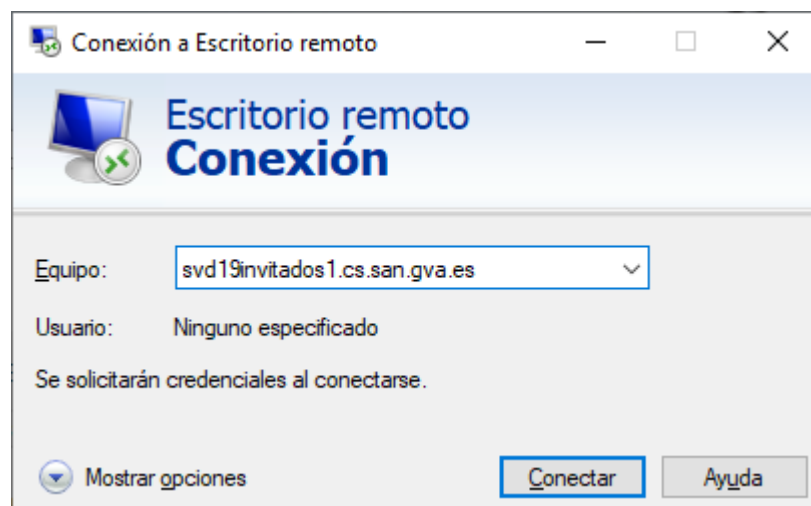 Conexión a Escritorio remoto
Escritorio remoto
Conexión
Equipo: svd19invitados1.cs.san.gva.es
Usuario: Ninguno especificado
Se solicitarán credenciales al conectarse.
Mostrar opciones Conectar Ayuda